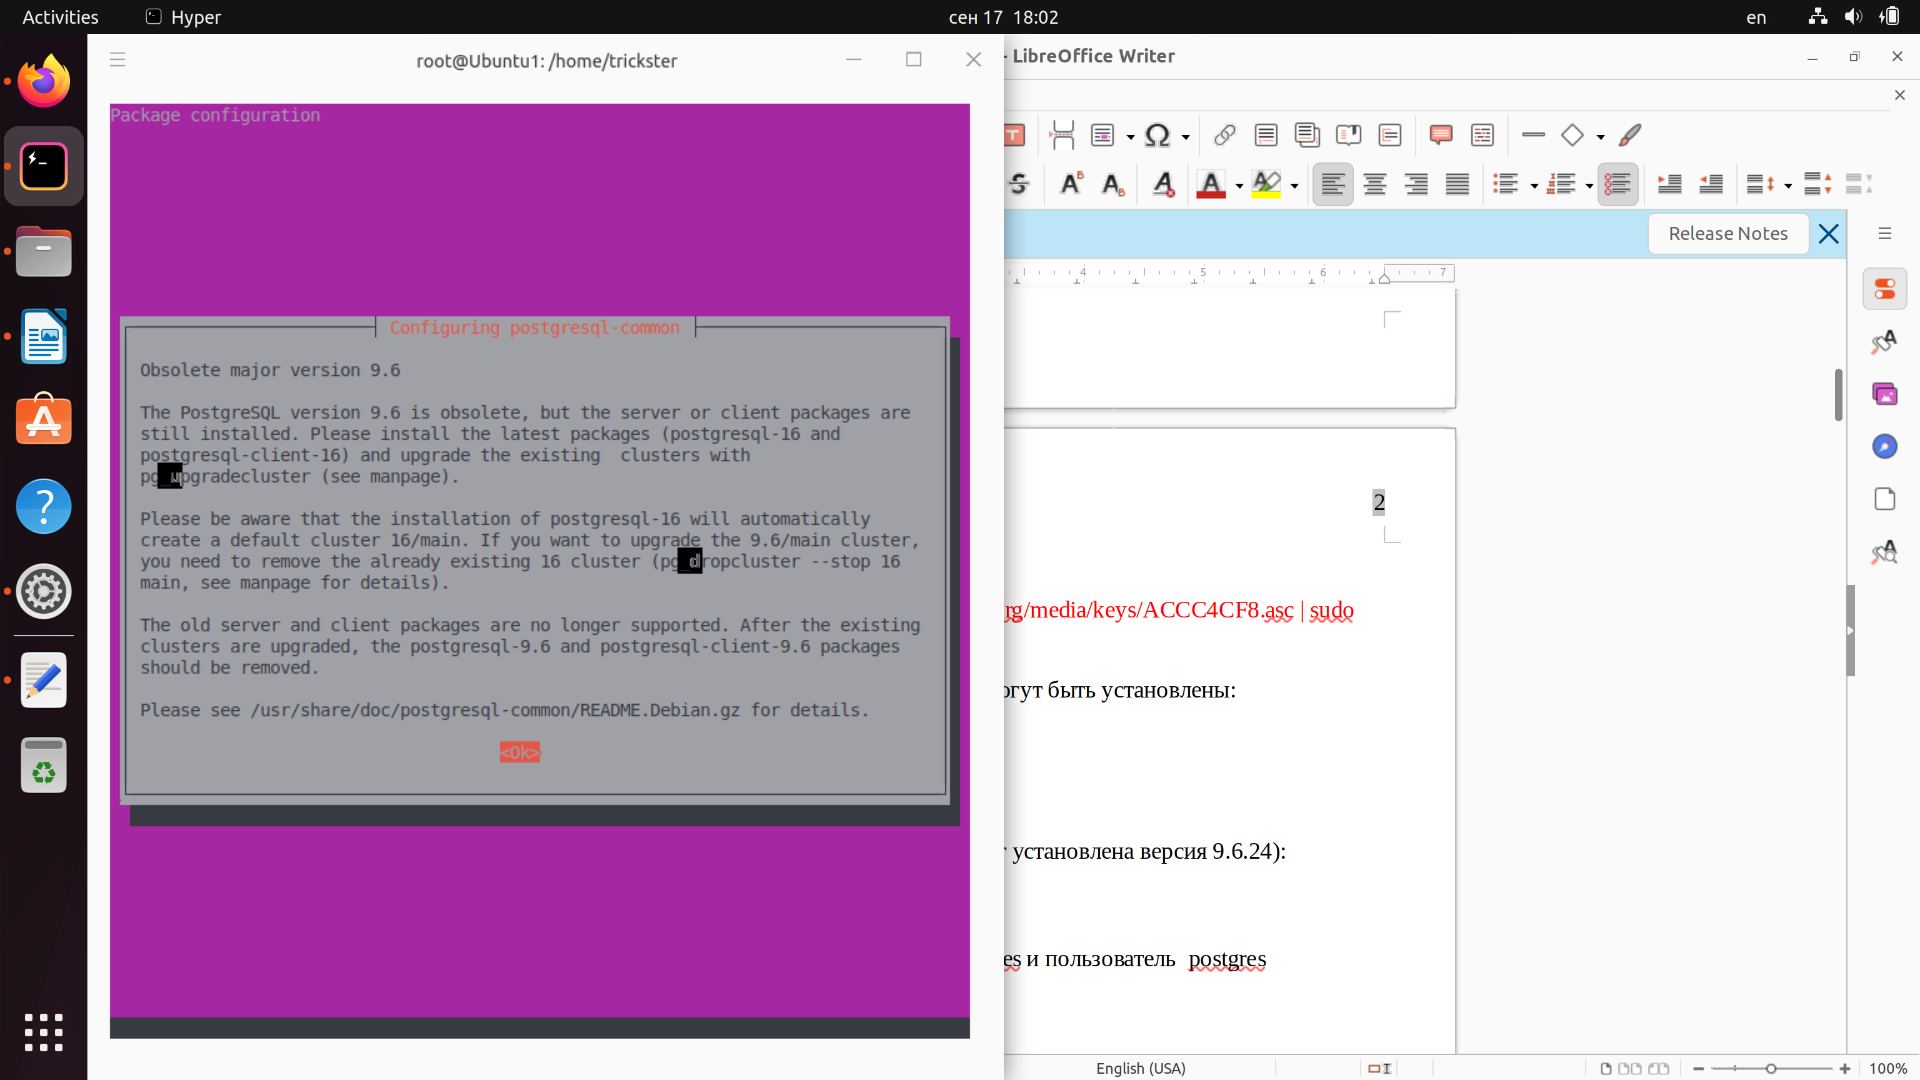 Activities
Hyper
сен 17 18:02
en
root@Ubuntu1: /home/trickster
Package configuration
Configuring postgresql-common
Obsolete major version 9.6
The PostgreSQL version 9.6 is obsolete, but the server or client packages are
still installed. Please install the latest packages (postgresql-16 and
postgresql-client-16) and upgrade the existing clusters with
pg_upgradecluster (see manpage).
Please be aware that the installation of postgresql-16 will automatically
create a default cluster 16/main. If you want to upgrade the 9.6/main cluster,
you need to remove the already existing 16 cluster (pg_dropcluster --stop 16
main, see manpage for details).
The old server and client packages are no longer supported. After the existing
clusters are upgraded, the postgresql-9.6 and postgresql-client-9.6 packages
should be removed.
Please see /usr/share/doc/postgresql-common/README.Debian.gz for details.
<Ok>
- LibreOffice Writer
Release Notes
4 5 6 7
2
rg/media/keys/ACCC4CF8.asc | sudo
огут быть установлены:
т установлена версия 9.6.24):
es и пользователь postgres
English (USA)
100%